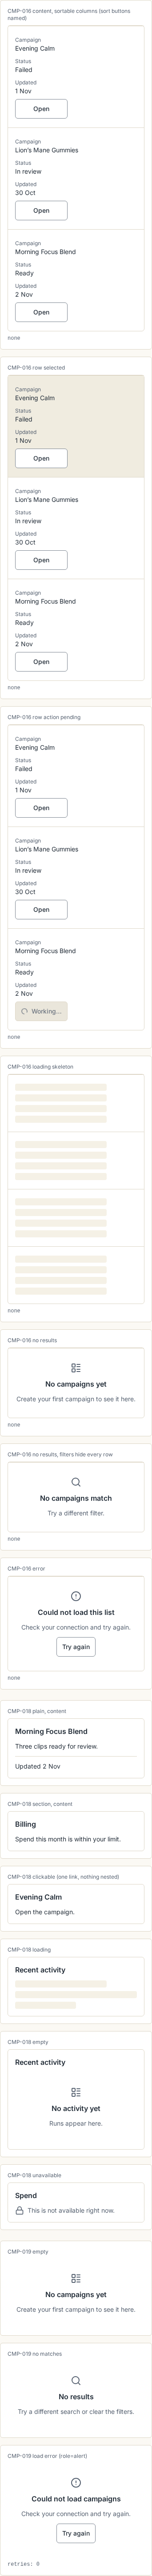 CMP-016 content, sortable columns (sort buttons
named)
Campaign
Evening Calm
Status
Failed
Updated
1 Nov
Open
Campaign
Lion's Mane Gummies
Status
In review
Updated
30 Oct
Open
Campaign
Morning Focus Blend
Status
Ready
Updated
2 Nov
Open
none
CMP-016 row selected
Campaign
Evening Calm
Status
Failed
Updated
1 Nov
Open
Campaign
Lion's Mane Gummies
Status
In review
Updated
30 Oct
Open
Campaign
Morning Focus Blend
Status
Ready
Updated
2 Nov
Open
none
CMP-016 row action pending
Campaign
Evening Calm
Status
Failed
Updated
1 Nov
Open
Campaign
Lion's Mane Gummies
Status
In review
Updated
30 Oct
Open
Campaign
Morning Focus Blend
Status
Ready
Updated
2 Nov
Working...
none
CMP-016 loading skeleton
none
CMP-016 no results
No campaigns yet
Create your first campaign to see it here.
none
CMP-016 no results, filters hide every row
No campaigns match
Try a different filter.
none
CMP-016 error
Could not load this list
Check your connection and try again.
Try again
none
CMP-018 plain, content
Morning Focus Blend
Three clips ready for review.
Updated 2 Nov
CMP-018 section, content
Billing
Spend this month is within your limit.
CMP-018 clickable (one link, nothing nested)
Evening Calm
Open the campaign.
CMP-018 loading
Recent activity
CMP-018 empty
Recent activity
No activity yet
Runs appear here.
CMP-018 unavailable
Spend
This is not available right now.
CMP-019 empty
No campaigns yet
Create your first campaign to see it here.
CMP-019 no matches
No results
Try a different search or clear the filters.
CMP-019 load error (role=alert)
Could not load campaigns
Check your connection and try again.
Try again
retries: 0